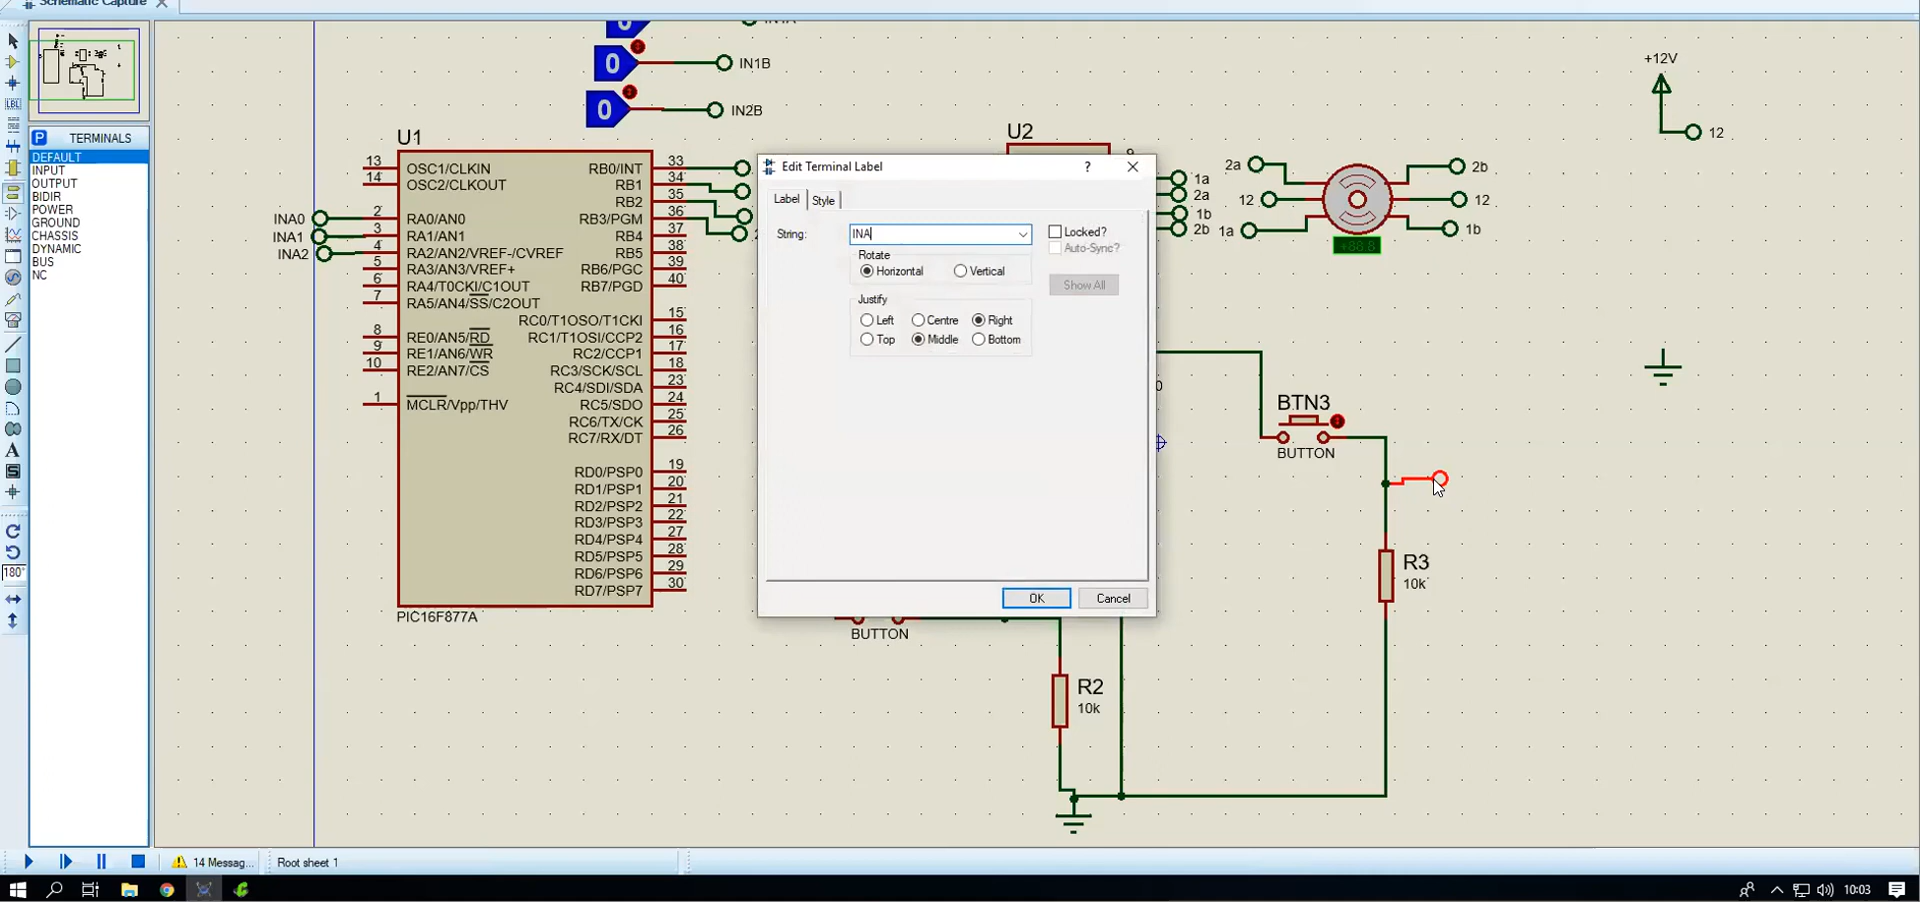 Schematic Capture
TERMINALS
DEFAULT
INPUT
OUTPUT
BIDIR
POWER
GROUND
CHASSIS
DYNAMIC
BUS
NC
LBL
A
S
180°
P
0
0
IN1B
IN2B
U1
13 OSC1/CLKIN
14 OSC2/CLKOUT
INA0 2 RA0/AN0
INA1 3 RA1/AN1
INA2 4 RA2/AN2/VREF-/CVREF
5 RA3/AN3/VREF+
6 RA4/T0CKI/C1OUT
7 RA5/AN4/SS/C2OUT
8 RE0/AN5/RD
9 RE1/AN6/WR
10 RE2/AN7/CS
1 MCLR/Vpp/THV
RB0/INT 33
RB1 34
RB2 35
RB3/PGM 36
RB4 37
RB5 38
RB6/PGC 39
RB7/PGD 40
RC0/T1OSO/T1CKI 15
RC1/T1OSI/CCP2 16
RC2/CCP1 17
RC3/SCK/SCL 18
RC4/SDI/SDA 23
RC5/SDO 24
RC6/TX/CK 25
RC7/RX/DT 26
RD0/PSP0 19
RD1/PSP1 20
RD2/PSP2 21
RD3/PSP3 22
RD4/PSP4 27
RD5/PSP5 28
RD6/PSP6 29
RD7/PSP7 30
PIC16F877A
U2
Edit Terminal Label
?
Label Style
String: INA
Locked?
Auto-Sync?
Show All
Rotate
Horizontal Vertical
Justify
Left Centre Right
Top Middle Bottom
OK Cancel
1a
2a
1b
2b
2a 2b
12 12
1a 1b
+88.8
+12V
12
BTN3
BUTTON
R3
10k
BUTTON
R2
10k
14 Messag...
Root sheet 1
10:03